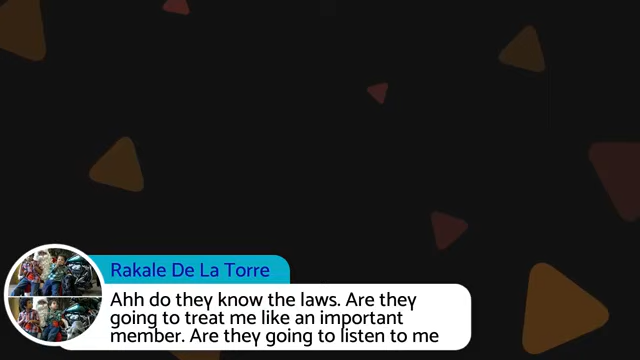 Rakale De La Torre
Ahh do they know the laws. Are they
going to treat me like an important
member. Are they going to listen to me